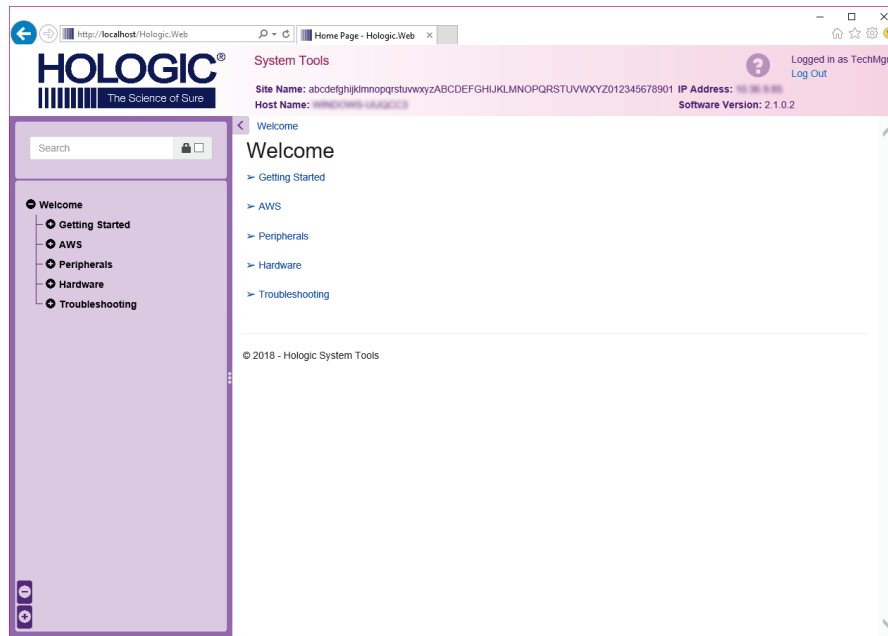 http://localhost/Hologic.Web
Home Page - Hologic.Web
HOLOGIC®
The Science of Sure
System Tools
Logged in as TechMgr
Log Out
Site Name: abcdefghijklmnopqrstuvwxyzABCDEFGHIJKLMNOPQRSTUVWXYZ012345678901 IP Address:
Host Name: Software Version: 2.1.0.2
Search
Welcome
Getting Started
AWS
Peripherals
Hardware
Troubleshooting
Welcome
Welcome
➢ Getting Started
➢ AWS
➢ Peripherals
➢ Hardware
➢ Troubleshooting
© 2018 - Hologic System Tools